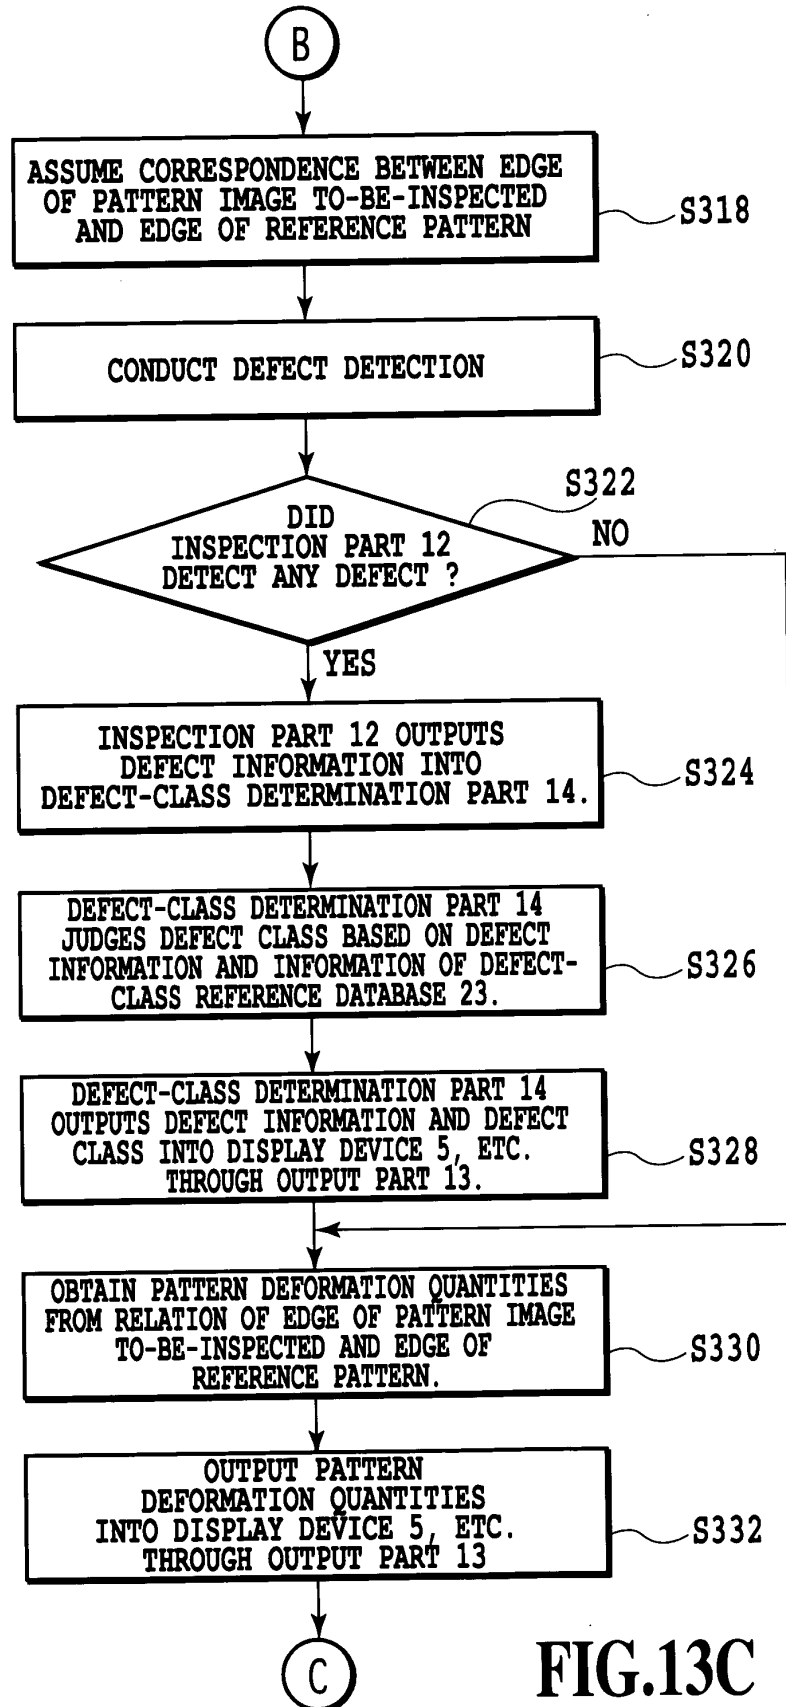 B
ASSUME CORRESPONDENCE BETWEEN EDGE
OF PATTERN IMAGE TO-BE-INSPECTED
AND EDGE OF REFERENCE PATTERN
S318
CONDUCT DEFECT DETECTION
S320
S322
DID
INSPECTION PART 12
DETECT ANY DEFECT ?
NO
YES
INSPECTION PART 12 OUTPUTS
DEFECT INFORMATION INTO
DEFECT-CLASS DETERMINATION PART 14.
S324
DEFECT-CLASS DETERMINATION PART 14
JUDGES DEFECT CLASS BASED ON DEFECT
INFORMATION AND INFORMATION OF DEFECT-
CLASS REFERENCE DATABASE 23.
S326
DEFECT-CLASS DETERMINATION PART 14
OUTPUTS DEFECT INFORMATION AND DEFECT
CLASS INTO DISPLAY DEVICE 5, ETC.
THROUGH OUTPUT PART 13.
S328
OBTAIN PATTERN DEFORMATION QUANTITIES
FROM RELATION OF EDGE OF PATTERN IMAGE
TO-BE-INSPECTED AND EDGE OF
REFERENCE PATTERN.
S330
OUTPUT PATTERN
DEFORMATION QUANTITIES
INTO DISPLAY DEVICE 5, ETC.
THROUGH OUTPUT PART 13
S332
C
FIG.13C